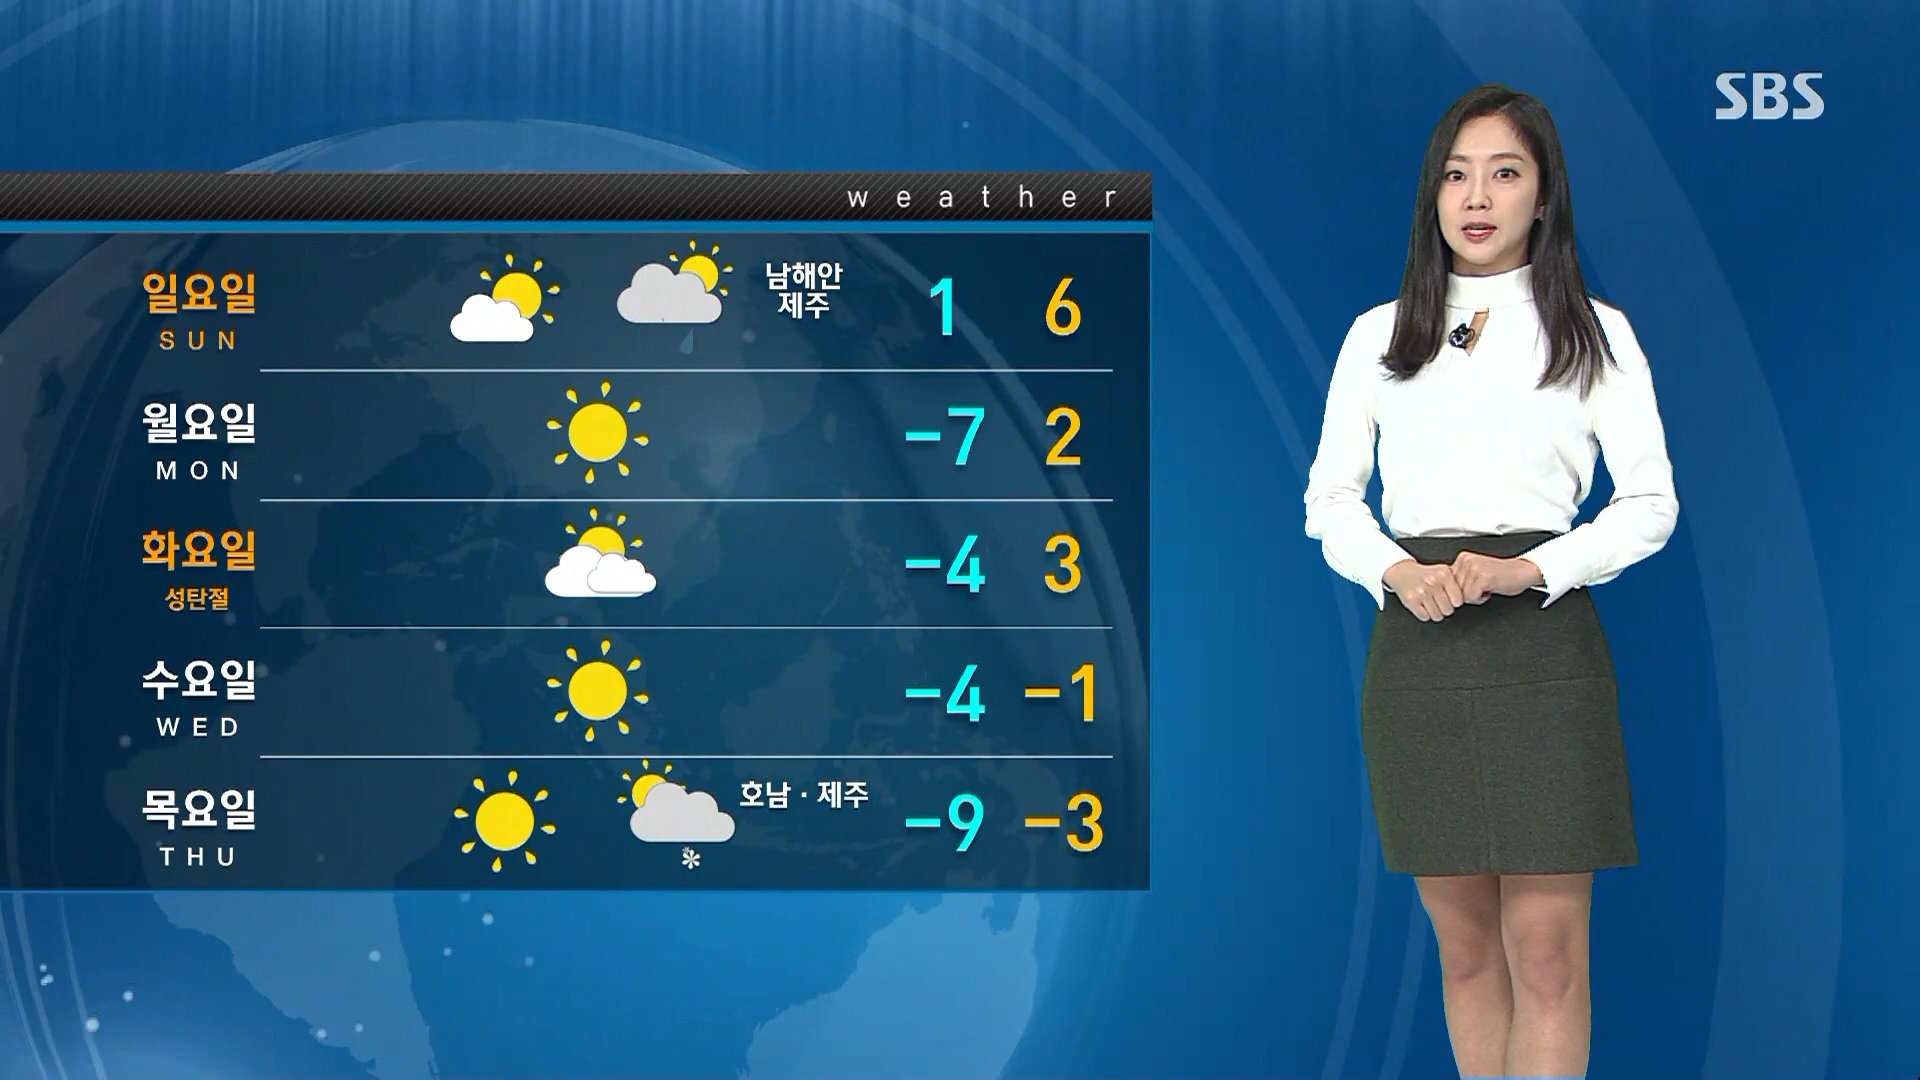 SBS
weather
일요일
SUN
남해안
제주
1 6
월요일
MON
-7 2
화요일
성탄절
-4 3
수요일
WED
-4 -1
목요일
THU
호남·제주
-9 -3